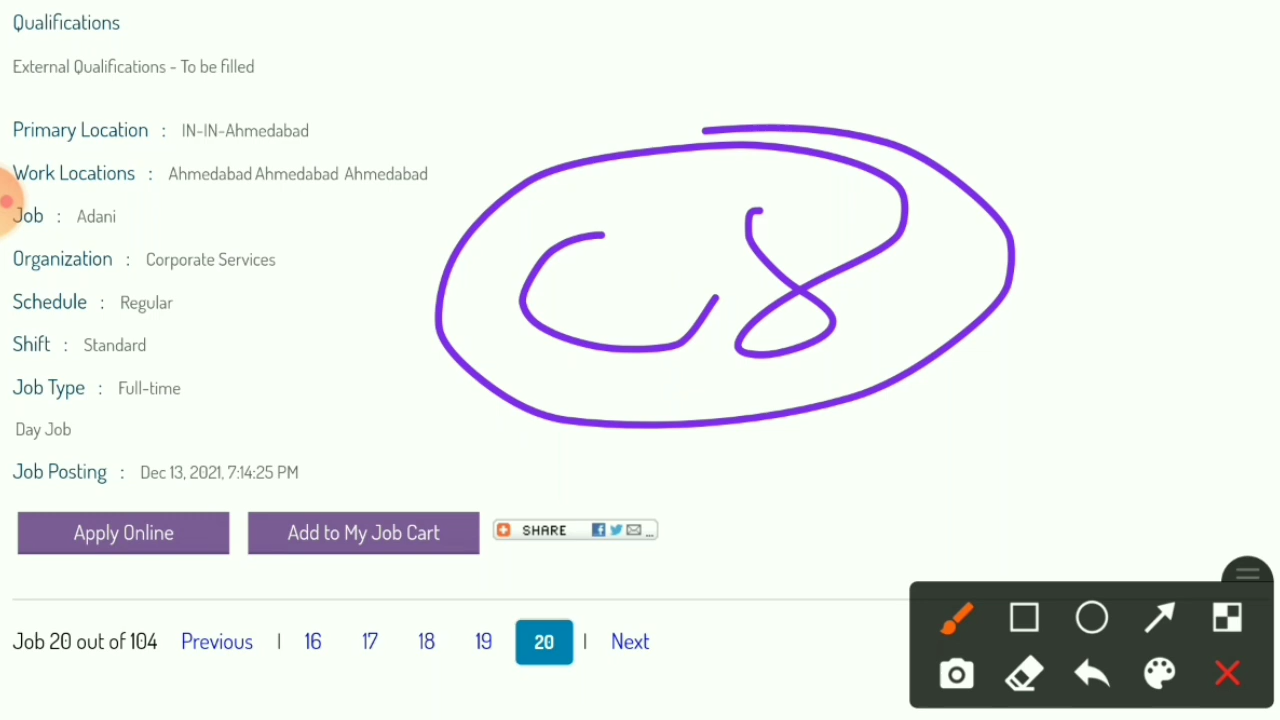 Qualifications
External Qualifications - To be filled
Primary Location : IN-IN-Ahmedabad
Work Locations : Ahmedabad Ahmedabad Ahmedabad
Job : Adani
Organization : Corporate Services
Schedule : Regular
Shift : Standard
Job Type : Full-time
Day Job
Job Posting : Dec 13, 2021, 7:14:25 PM
C8
Apply Online Add to My Job Cart SHARE ...
Job 20 out of 104 Previous | 16 17 18 19 20 | Next